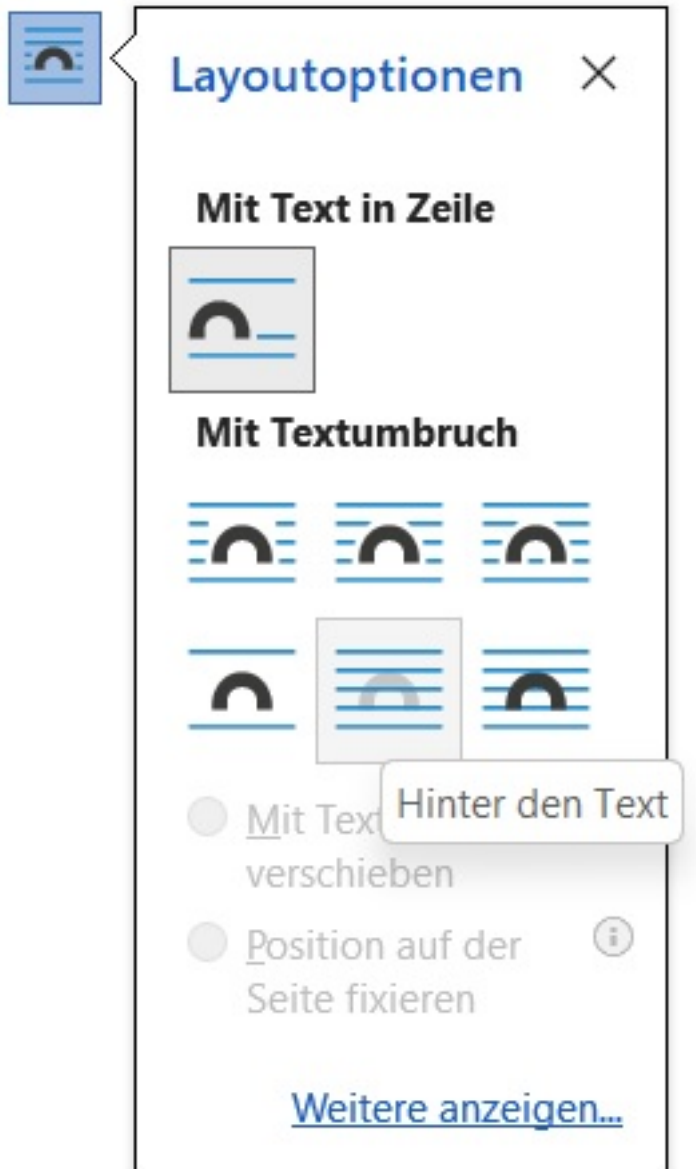 Layoutoptionen
Mit Text in Zeile
Mit Textumbruch
Hinter den Text
Mit Text
verschieben
Position auf der
Seite fixieren
Weitere anzeigen...